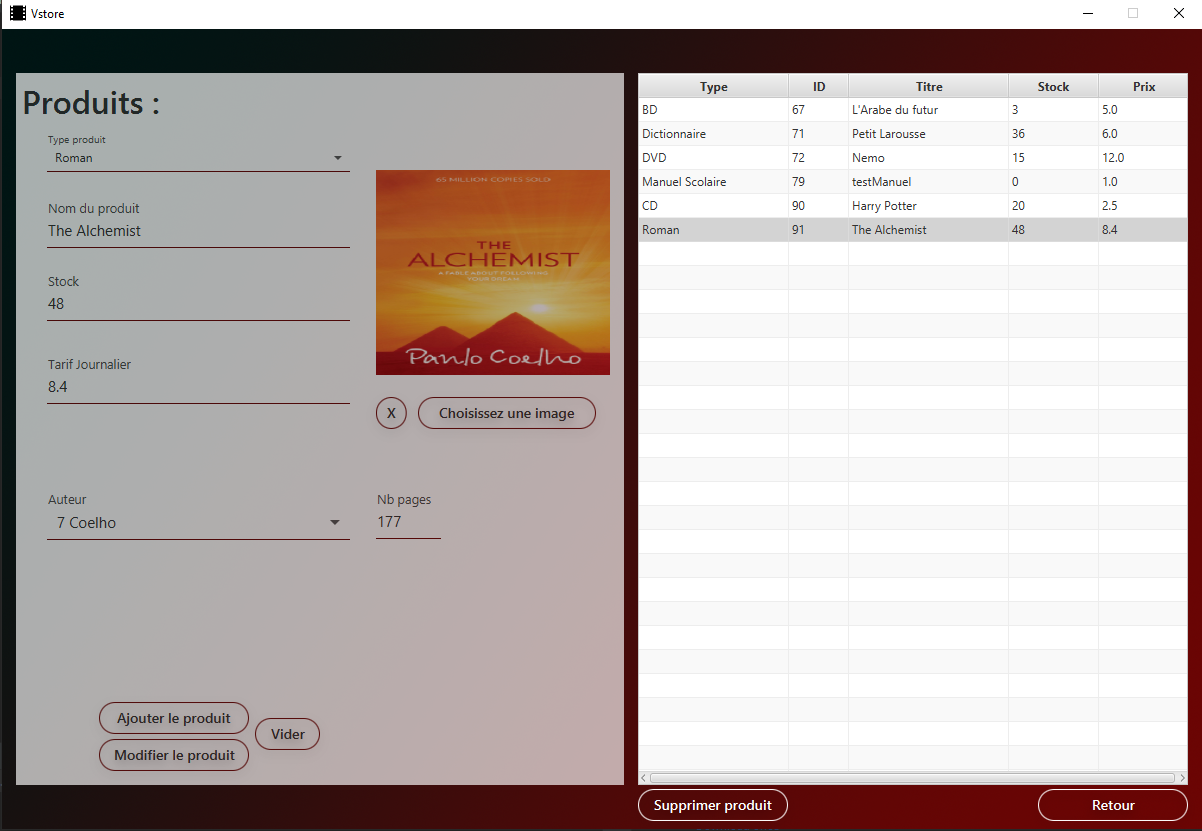 Vstore
Produits :
Type produit
Roman
Nom du produit
The Alchemist
Stock
48
Tarif Journalier
8.4
65 MILLION COPIES SOLD
THE
ALCHEMIST
A FABLE ABOUT FOLLOWING
YOUR DREAM
Paulo Coelho
X
Choisissez une image
Auteur
7 Coelho
Nb pages
177
Ajouter le produit
Modifier le produit
Vider
Type ID Titre Stock Prix
BD 67 L'Arabe du futur 3 5.0
Dictionnaire 71 Petit Larousse 36 6.0
DVD 72 Nemo 15 12.0
Manuel Scolaire 79 testManuel 0 1.0
CD 90 Harry Potter 20 2.5
Roman 91 The Alchemist 48 8.4
Supprimer produit
Retour